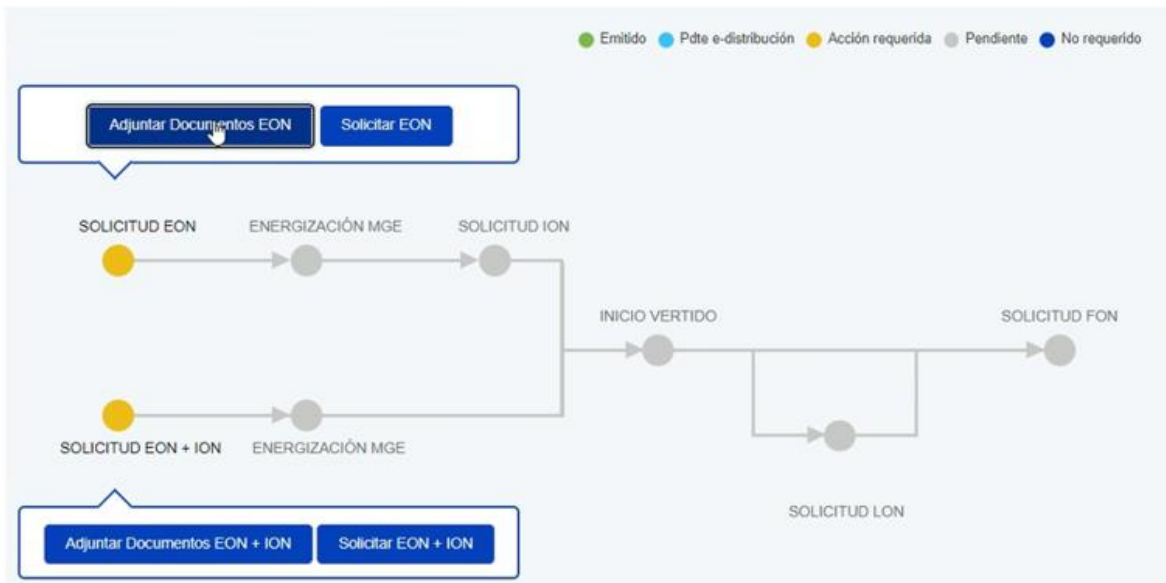 Emitido Pdte e-distribución Acción requerida Pendiente No requerido
Adjuntar Documentos EON Solicitar EON
SOLICITUD EON ENERGIZACIÓN MGE SOLICITUD ION
INICIO VERTIDO SOLICITUD FON
SOLICITUD EON + ION ENERGIZACIÓN MGE
SOLICITUD LON
Adjuntar Documentos EON + ION Solicitar EON + ION